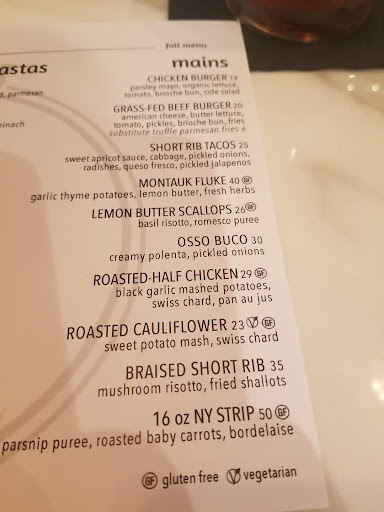 fall menu
astas
mains
CHICKEN BURGER 19
parsley mayo, organic lettuce,
tomato, brioche bun, side salad
d, parmesan
GRASS-FED BEEF BURGER 20
american cheese, butter lettuce,
tomato, pickles, brioche bun, fries
substitute truffle parmesan fries 6
pinach
SHORT RIB TACOS 25
sweet apricot sauce, cabbage, pickled onions,
radishes, queso fresco, pickled jalapenos
MONTAUK FLUKE 40 GF
garlic thyme potatoes, lemon butter, fresh herbs
LEMON BUTTER SCALLOPS 26 GF
basil risotto, romesco puree
OSSO BUCO 30
creamy polenta, pickled onions
ROASTED-HALF CHICKEN 29 GF
black garlic mashed potatoes,
swiss chard, pan au jus
ROASTED CAULIFLOWER 23 V GF
sweet potato mash, swiss chard
BRAISED SHORT RIB 35
mushroom risotto, fried shallots
16 oz NY STRIP 50 GF
parsnip puree, roasted baby carrots, bordelaise
GF gluten free V vegetarian